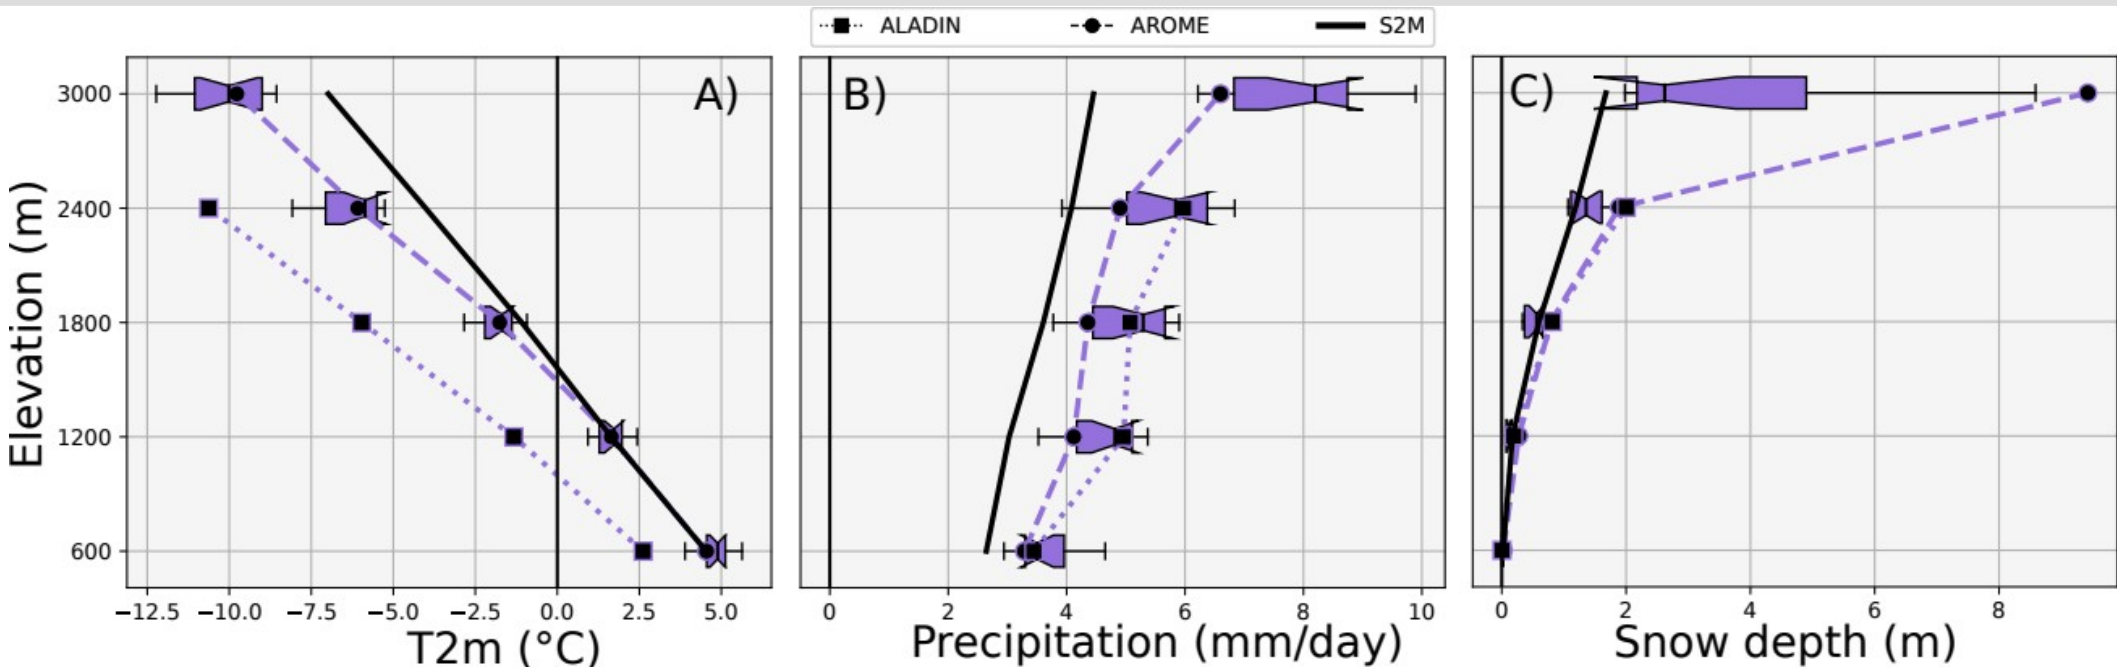 ALADIN AROME S2M
A) B) C)
Elevation (m)
3000
2400
1800
1200
600
−12.5 −10.0 −7.5 −5.0 −2.5 0.0 2.5 5.0
T2m (°C)
0 2 4 6 8 10
Precipitation (mm/day)
0 2 4 6 8
Snow depth (m)